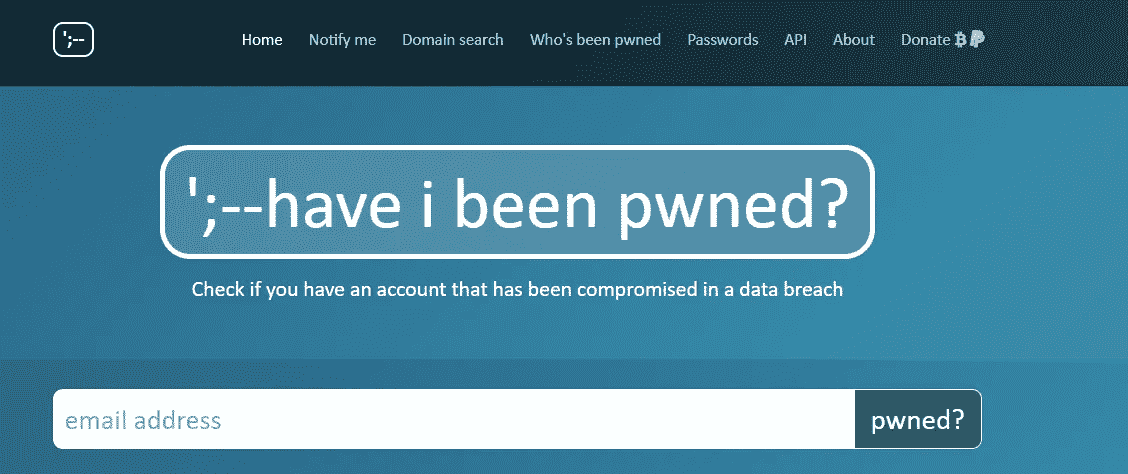 ';--
Home Notify me Domain search Who's been pwned Passwords API About Donate
';--have i been pwned?
Check if you have an account that has been compromised in a data breach
email address pwned?